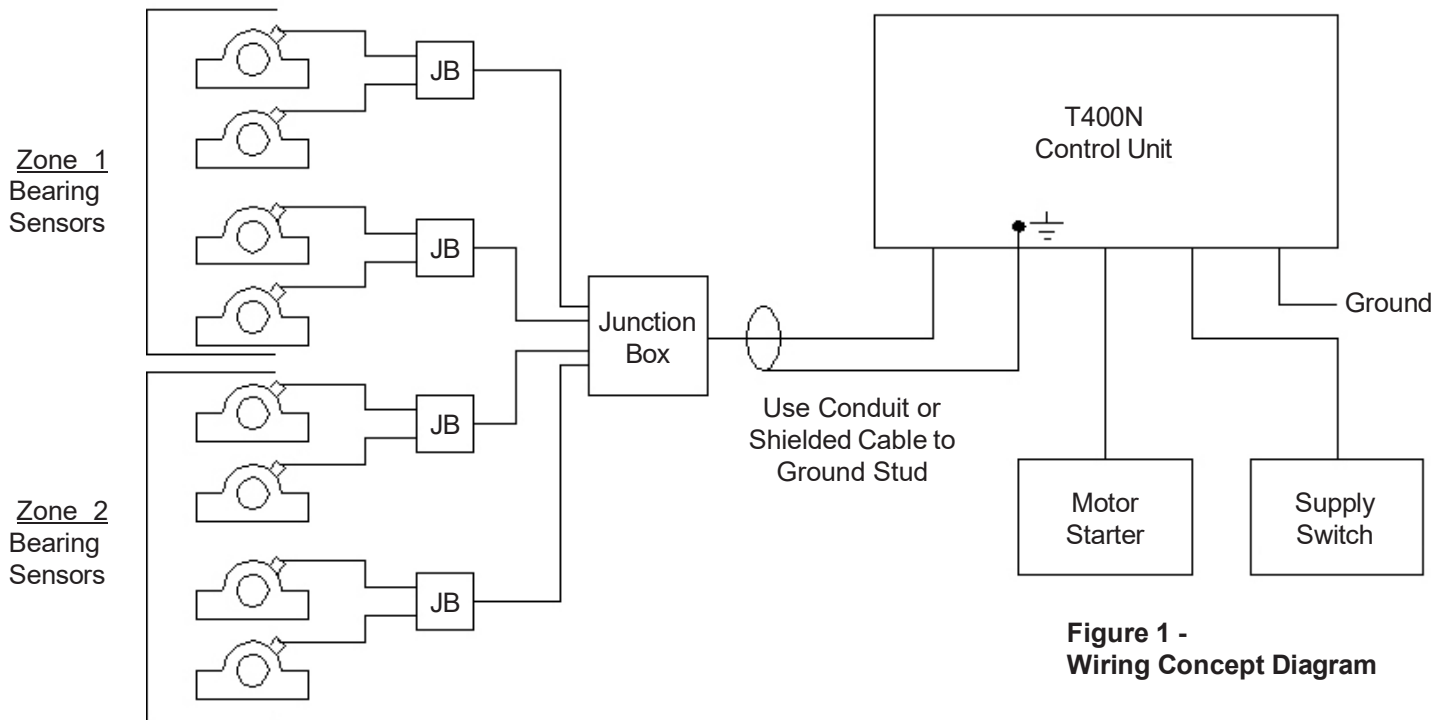 Zone 1
Bearing
Sensors
JB
JB
Zone 2
Bearing
Sensors
JB
JB
Junction
Box
Use Conduit or
Shielded Cable to
Ground Stud
T400N
Control Unit
Ground
Motor
Starter
Supply
Switch
Figure 1 -
Wiring Concept Diagram